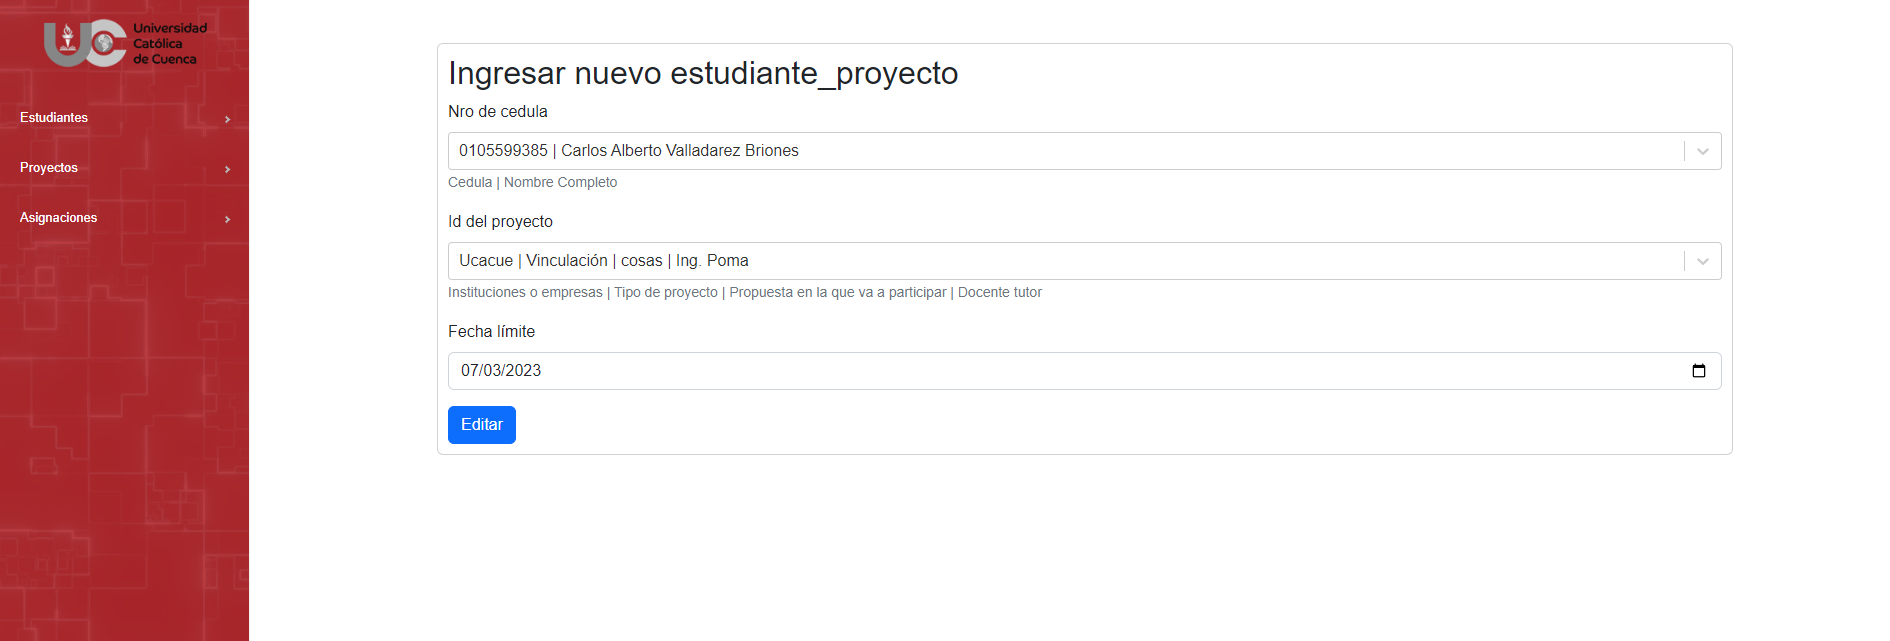 UC Universidad
Católica
de Cuenca
Estudiantes
Proyectos
Asignaciones
Ingresar nuevo estudiante_proyecto
Nro de cedula
0105599385 | Carlos Alberto Valladarez Briones
Cedula | Nombre Completo
Id del proyecto
Ucacue | Vinculación | cosas | Ing. Poma
Instituciones o empresas | Tipo de proyecto | Propuesta en la que va a participar | Docente tutor
Fecha límite
07/03/2023
Editar